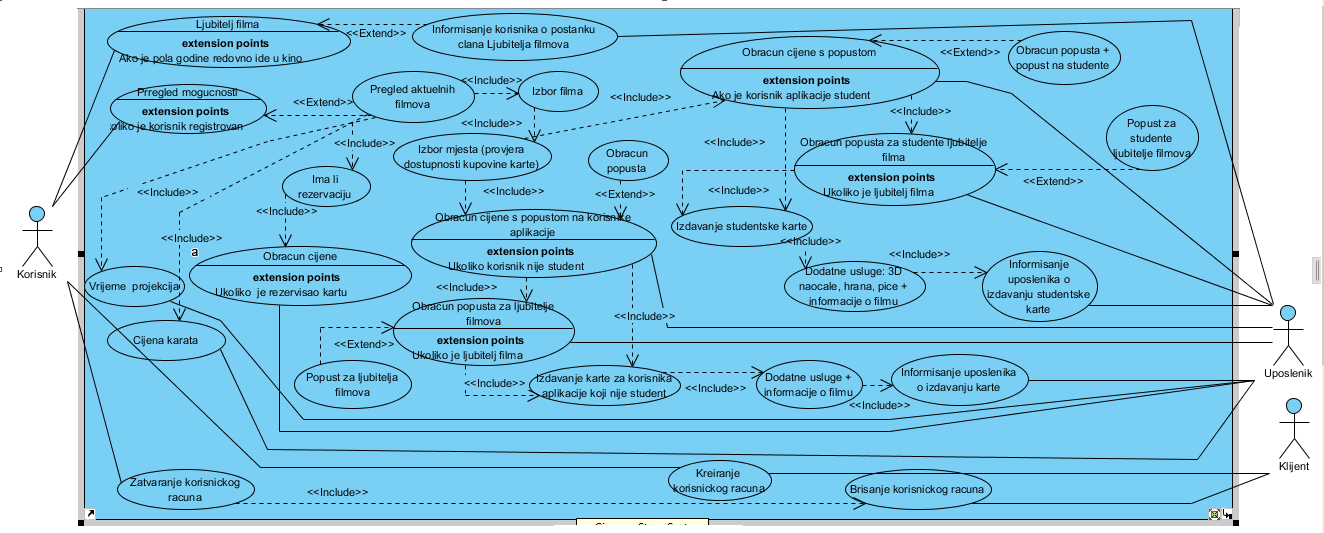 Ljubitelj filma
extension points
Ako je pola godine redovno ide u kino
<<Extend>>
Informisanje korisnika o postanku
clana Ljubitelja filmova
Obracun cijene s popustom
extension points
Ako je korisnik aplikacije student
<<Extend>>
Obracun popusta +
popust na studente
Prregled mogucnosti
extension points
oliko je korisnik registrovan
<<Extend>>
Pregled aktuelnih
filmova
<<Include>>
Izbor filma
<<Include>>
<<Include>>
<<Include>>
Izbor mjesta (provjera
dostupnosti kupovine karte)
Obracun
popusta
<<Extend>>
<<Include>>
<<Include>>
Obracun popusta za studente ljubitelje
filma
extension points
Ukoliko je ljubitelj filma
Popust za
studente
ljubitelje filmova
<<Extend>>
<<Include>>
Ima li
rezervaciju
<<Include>>
<<Include>>
<<Include>>
a
Korisnik
Obracun cijene s popustom na korisnike
aplikacije
extension points
Ukoliko korisnik nije student
Izdavanje studentske karte
<<Include>>
Obracun cijene
extension points
Ukoliko je rezervisao kartu
Vrijeme projekcija
Dodatne usluge: 3D
naocale, hrana, pice +
informacije o filmu
<<Include>>
Informisanje
uposlenika o
izdavanju studentske
karte
<<Include>>
Cijena karata
Obracun popusta za ljubitelje
filmova
extension points
Ukoliko je ljubitelj filma
<<Include>>
<<Extend>>
Popust za ljubitelja
filmova
<<Include>>
Izdavanje karte za korisnika
aplikacije koji nije student
<<Include>>
Dodatne usluge +
informacije o filmu
<<Include>>
Informisanje uposlenika
o izdavanju karte
Uposlenik
Klijent
Zatvaranje korisnickog
racuna
<<Include>>
Kreiranje
korisnickog racuna
Brisanje korisnickog racuna